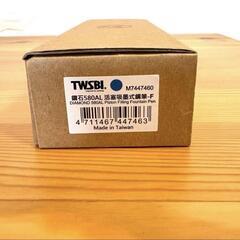 TWSBI.
M7447460
鑽石580AL 活塞吸墨式鋼筆-F
DIAMOND 580AL Piston Filling Fountain Pen
4 711467 447463
Made in Taiwan